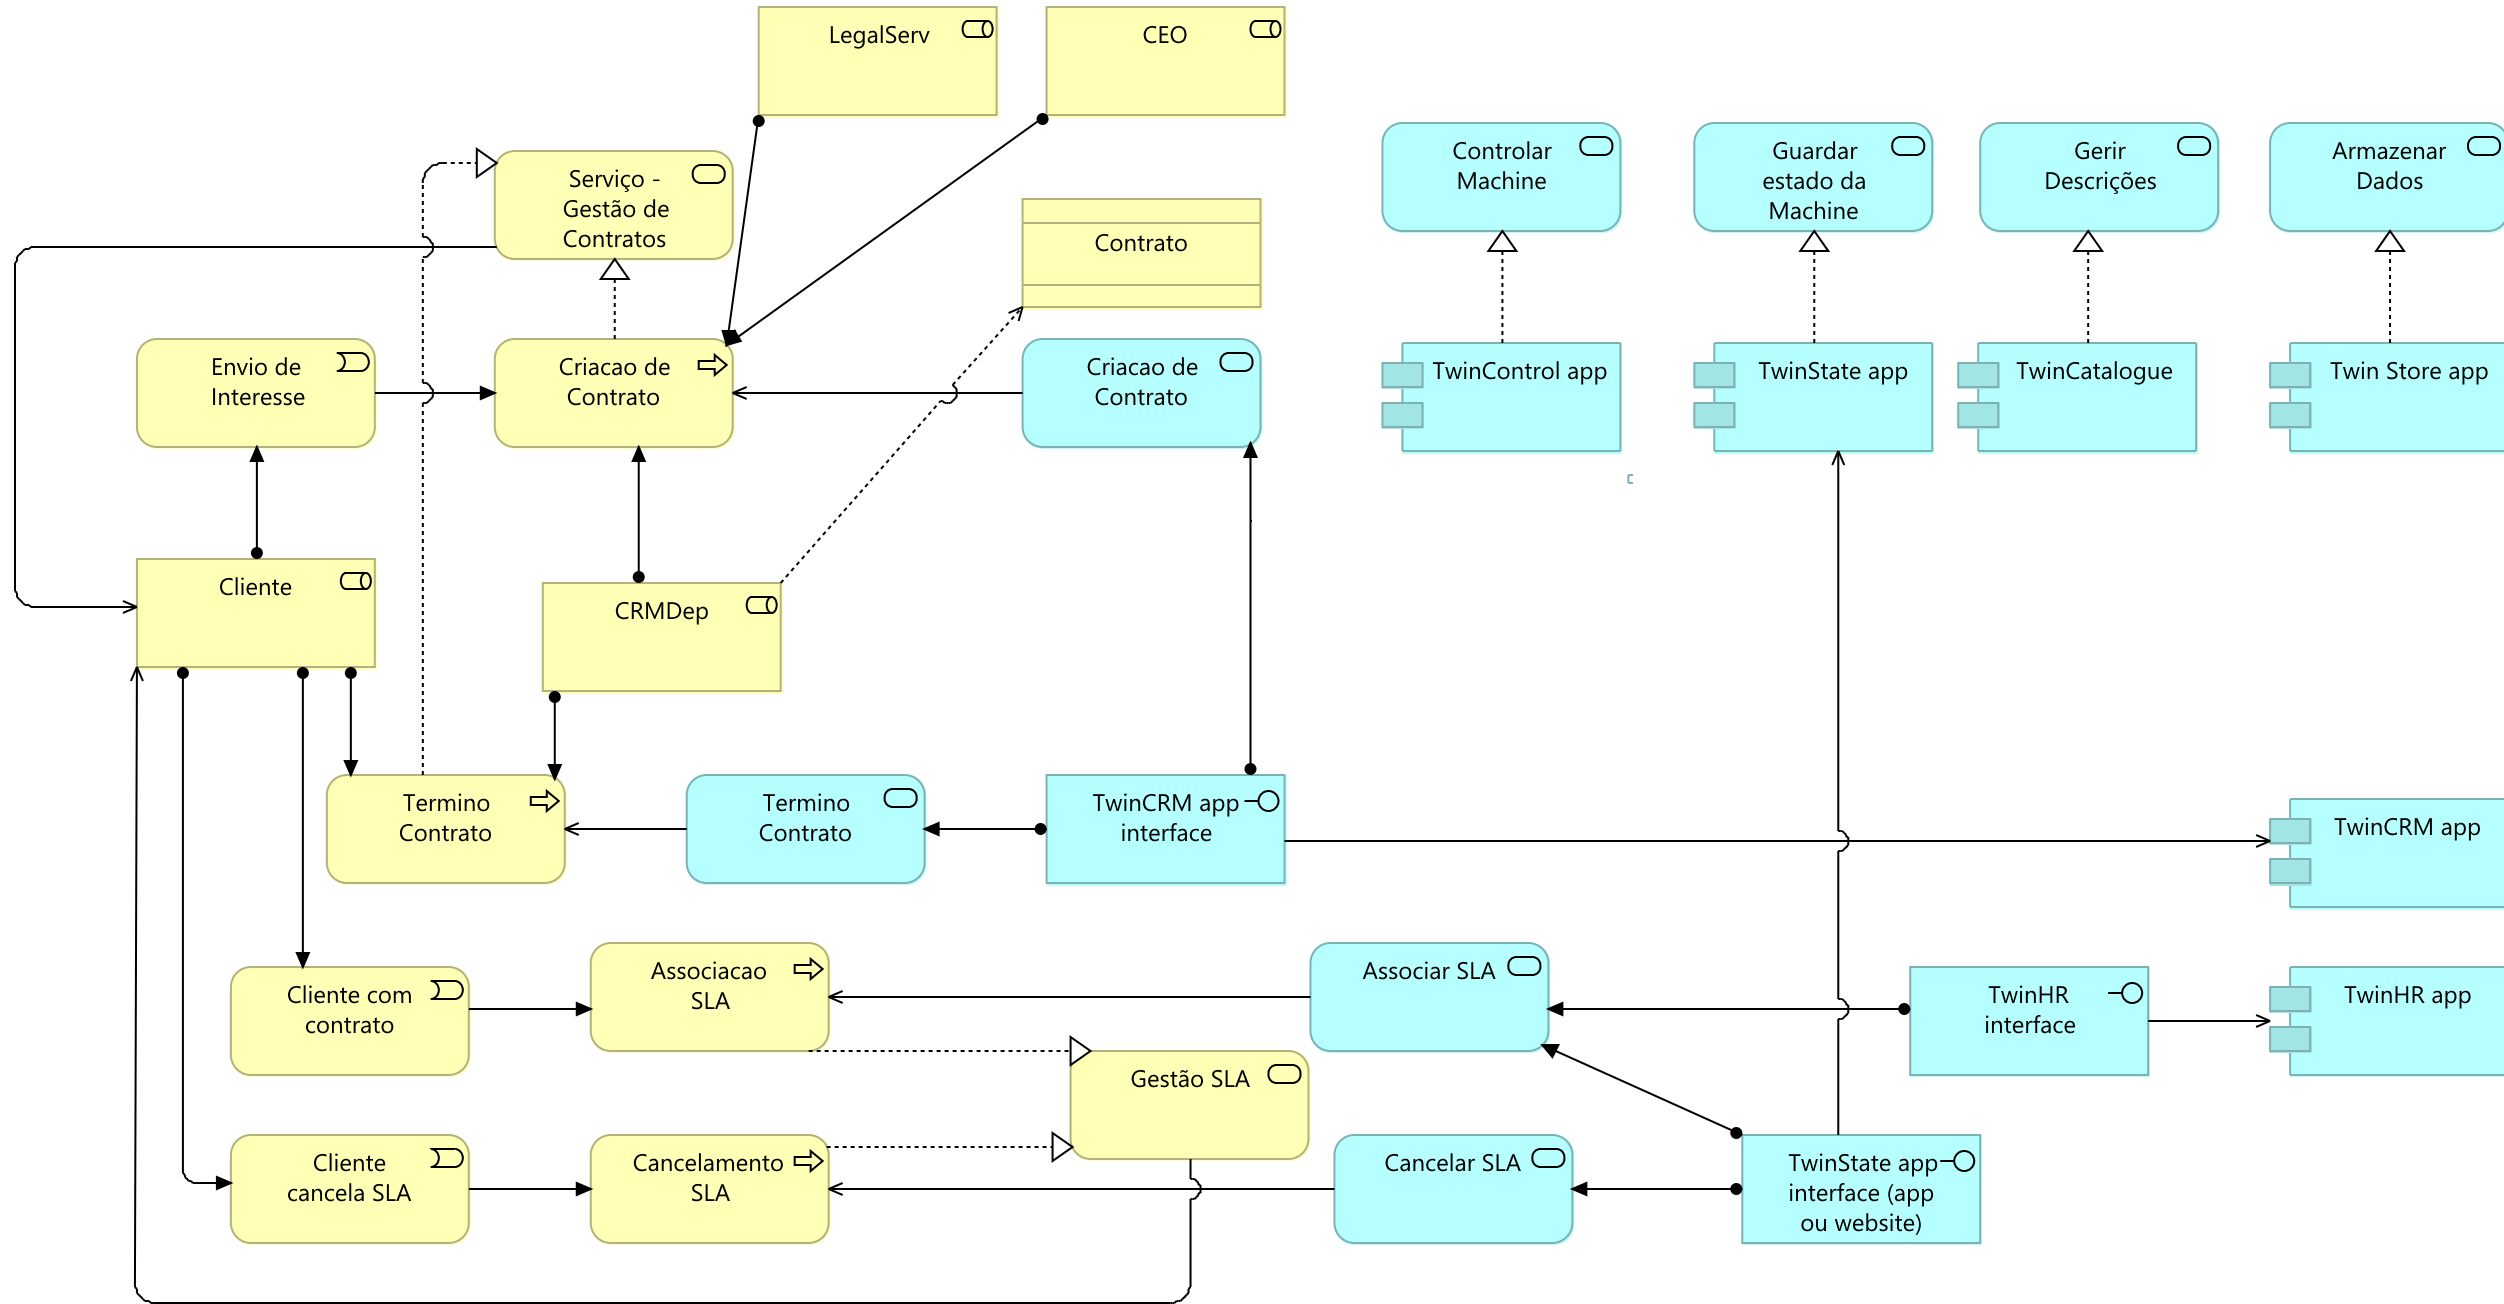 LegalServ
CEO
Serviço -
Gestão de
Contratos
Controlar
Machine
Guardar
estado da
Machine
Gerir
Descrições
Armazenar
Dados
Contrato
Envio de
Interesse
Criacao de
Contrato
Criacao de
Contrato
TwinControl app
TwinState app
TwinCatalogue
Twin Store app
Cliente
CRMDep
Termino
Contrato
Termino
Contrato
TwinCRM app
interface
TwinCRM app
Cliente com
contrato
Associacao
SLA
Associar SLA
TwinHR
interface
TwinHR app
Gestão SLA
Cliente
cancela SLA
Cancelamento
SLA
Cancelar SLA
TwinState app
interface (app
ou website)